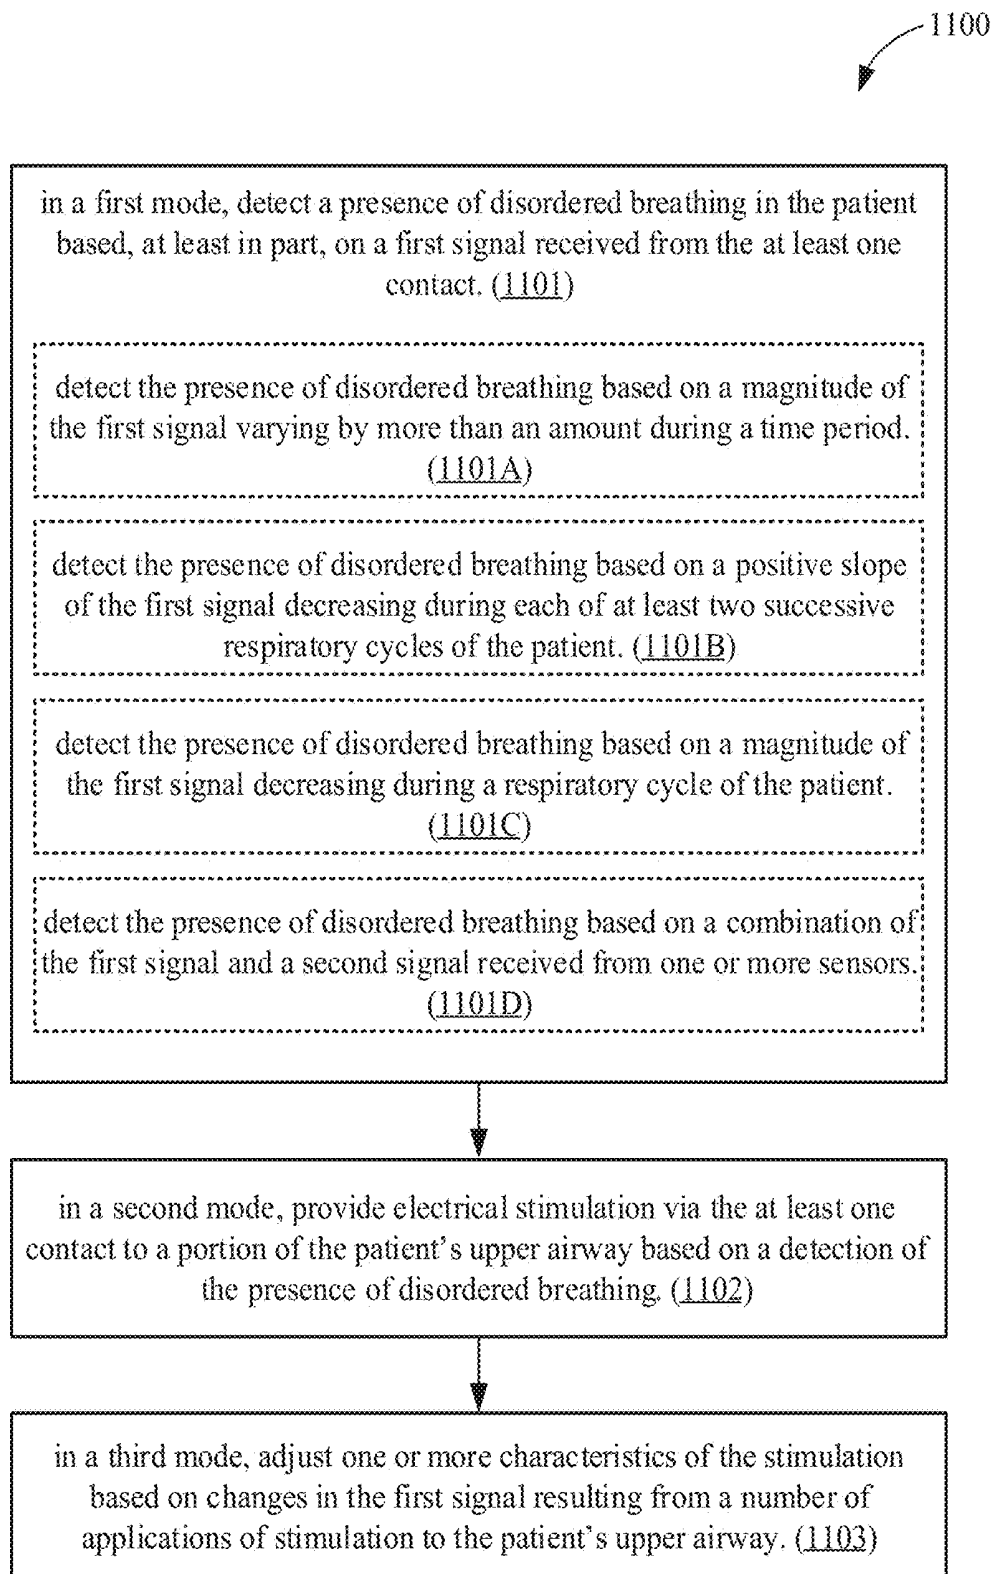 1100
in a first mode, detect a presence of disordered breathing in the patient
based, at least in part, on a first signal received from the at least one
contact. (1101)
detect the presence of disordered breathing based on a magnitude of
the first signal varying by more than an amount during a time period.
(1101A)
detect the presence of disordered breathing based on a positive slope
of the first signal decreasing during each of at least two successive
respiratory cycles of the patient. (1101B)
detect the presence of disordered breathing based on a magnitude of
the first signal decreasing during a respiratory cycle of the patient.
(1101C)
detect the presence of disordered breathing based on a combination of
the first signal and a second signal received from one or more sensors.
(1101D)
in a second mode, provide electrical stimulation via the at least one
contact to a portion of the patient's upper airway based on a detection of
the presence of disordered breathing. (1102)
in a third mode, adjust one or more characteristics of the stimulation
based on changes in the first signal resulting from a number of
applications of stimulation to the patient's upper airway. (1103)